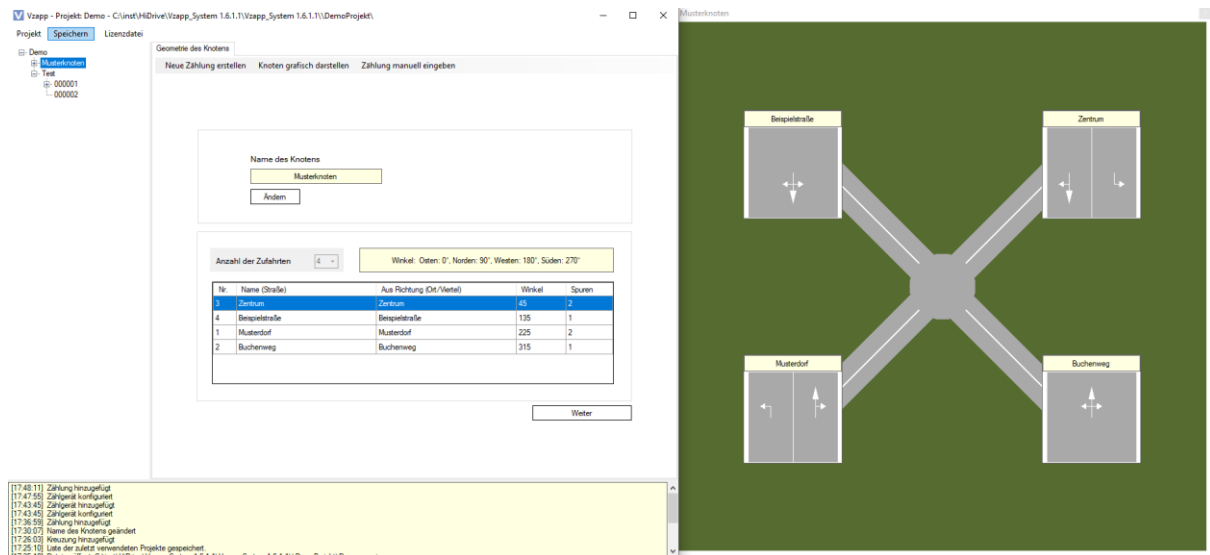 Vzapp - Projekt: Demo - C:\inst\HiDrive\Vzapp_System 1.6.1.1\Vzapp_System 1.6.1.1\\DemoProjekt\
Projekt Speichern Lizenzdatei
Demo
Musterknoten
Test
000001
000002
Geometrie des Knotens
Neue Zählung erstellen Knoten grafisch darstellen Zählung manuell eingeben
Name des Knotens
Musterknoten
Ändern
Anzahl der Zufahrten 4
Winkel: Osten: 0°, Norden: 90°, Westen: 180°, Süden: 270°
Nr. Name (Straße) Aus Richtung (Ort/Viertel) Winkel Spuren
3 Zentrum Zentrum 45 2
4 Beispielstraße Beispielstraße 135 1
1 Musterdorf Musterdorf 225 2
2 Buchenweg Buchenweg 315 1
Weiter
[17:48:11] Zählung hinzugefügt
[17:47:55] Zählgerät konfiguriert
[17:43:45] Zählgerät hinzugefügt
[17:43:45] Zählgerät konfiguriert
[17:36:59] Zählung hinzugefügt
[17:30:07] Name des Knotens geändert
[17:26:03] Kreuzung hinzugefügt
[17:25:10] Liste der zuletzt verwendeten Projekte gespeichert.
Musterknoten
Beispielstraße
Zentrum
Musterdorf
Buchenweg